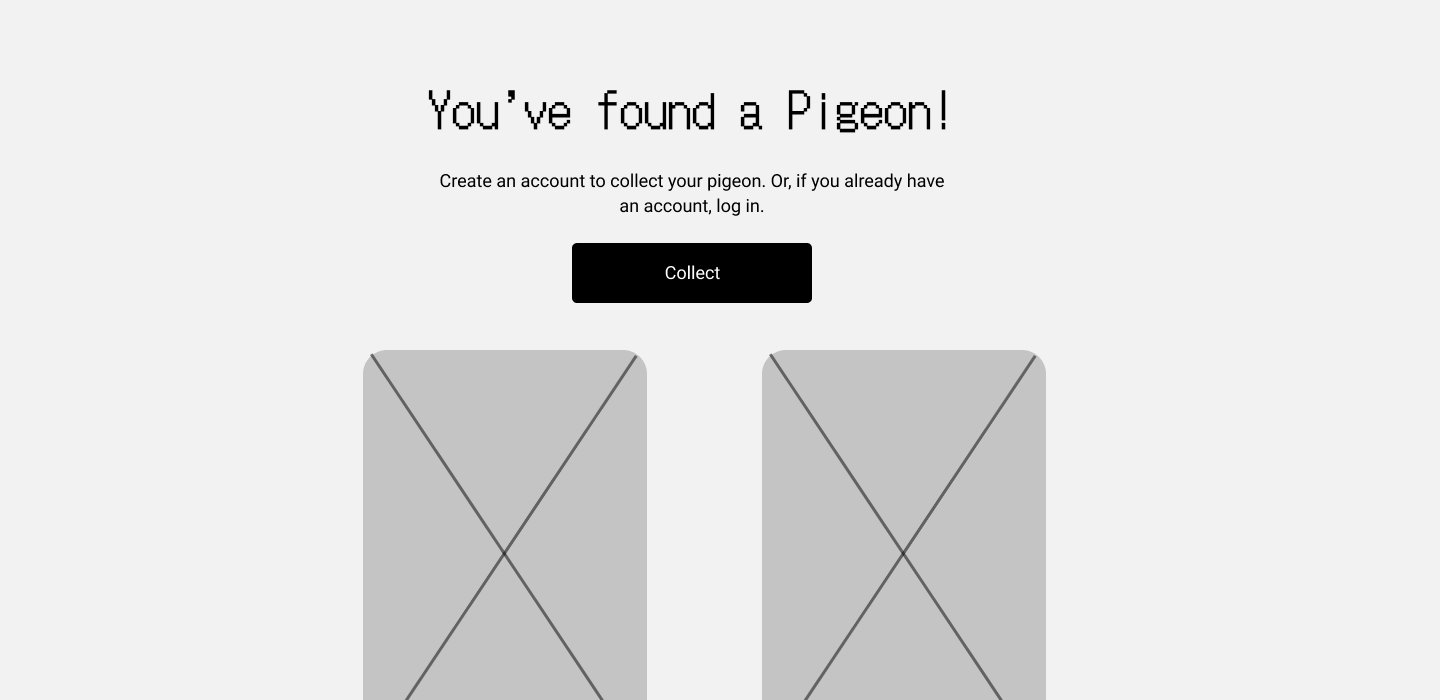 You've found a Pigeon!
Create an account to collect your pigeon. Or, if you already have
an account, log in.
Collect